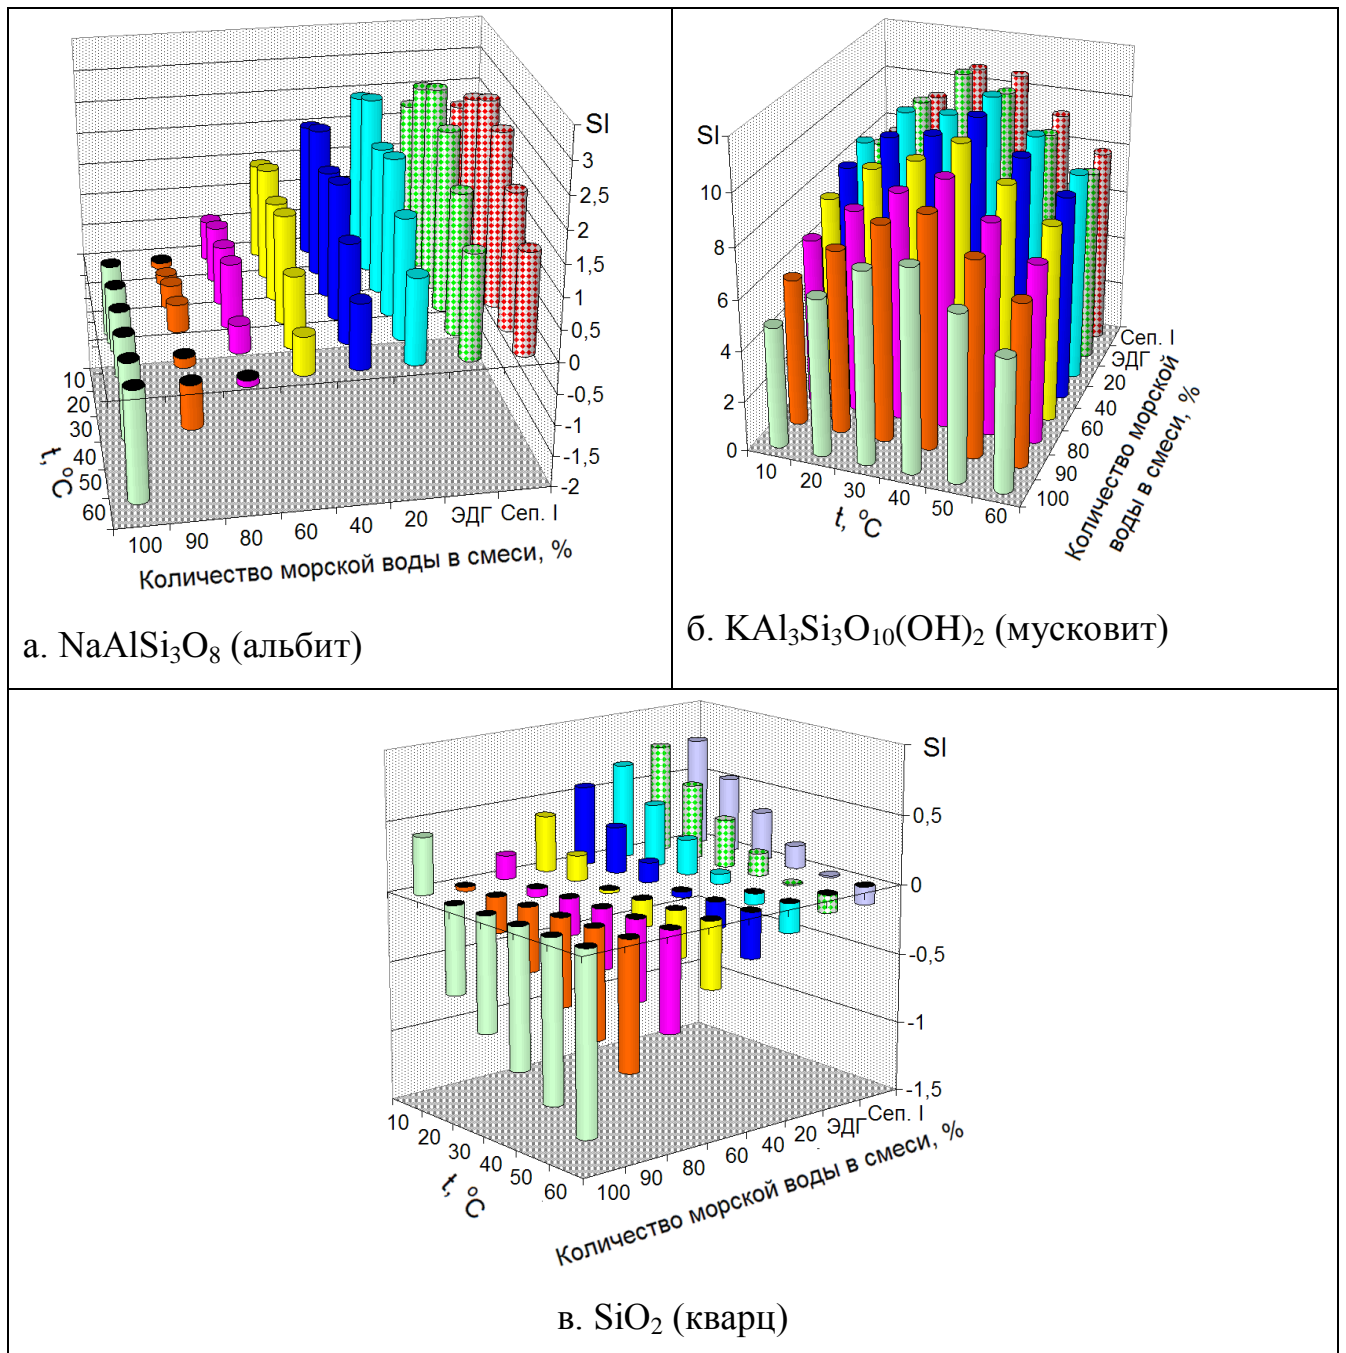 SI
3
2,5
2
1,5
1
0,5
0
-0,5
-1
-1,5
-2
10
20
30
40
50
60
t, °C
100 90 80 60 40 20 ЭДГ Сеп. I
Количество морской воды в смеси, %
а. NaAlSi₃O₈ (альбит)
SI
10
8
6
4
2
0
10 20 30 40 50 60
t, °C
Сеп. I
ЭДГ
20
40
60
80
90
100
Количество морской
воды в смеси, %
б. KAl₃Si₃O₁₀(OH)₂ (мусковит)
SI
0,5
0
-0,5
-1
-1,5
10 20 30 40 50 60
t, °C
100 90 80 60 40 20 ЭДГ Сеп. I
Количество морской воды в смеси, %
в. SiO₂ (кварц)